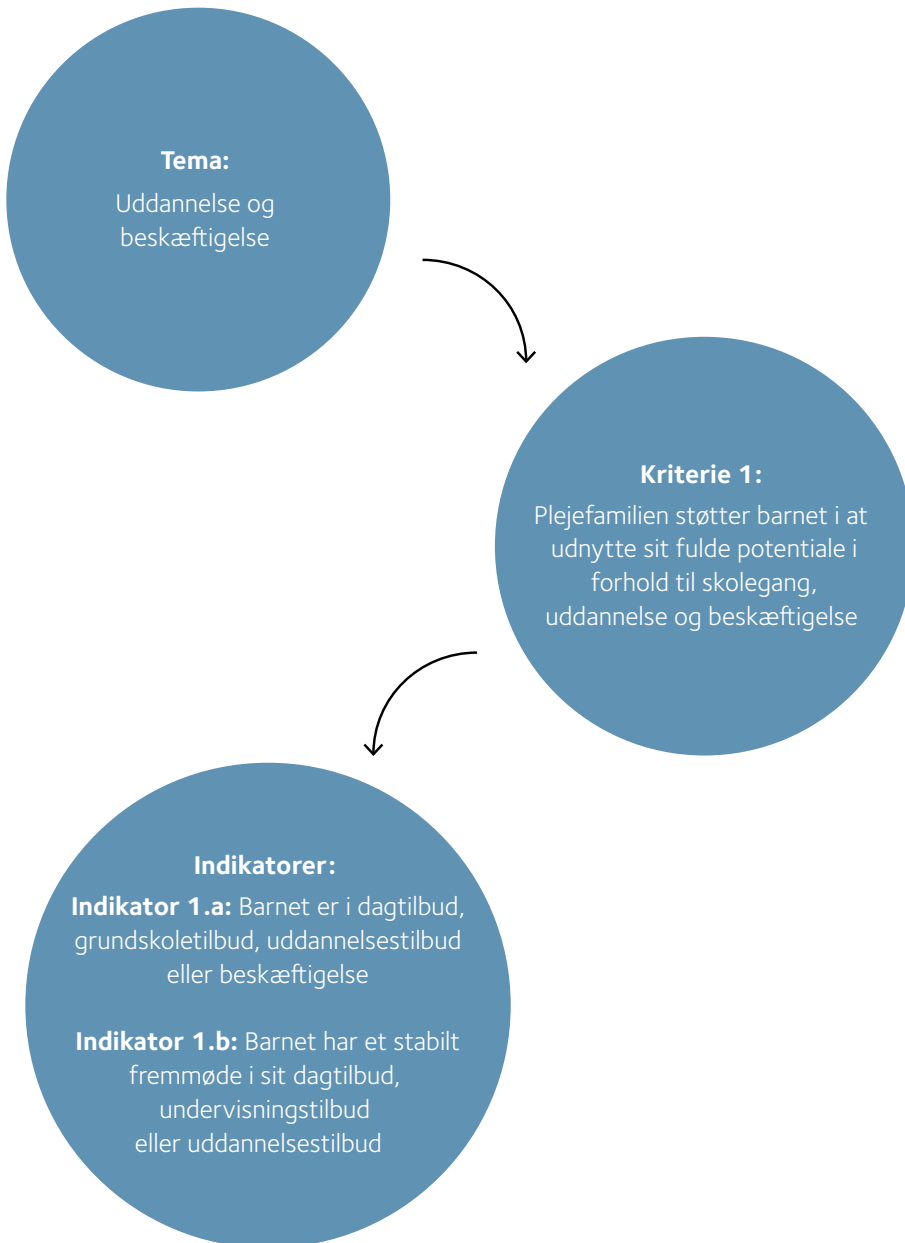 Tema:
Uddannelse og
beskæftigelse
Kriterie 1:
Plejefamilien støtter barnet i at
udnytte sit fulde potentiale i
forhold til skolegang,
uddannelse og beskæftigelse
Indikatorer:
Indikator 1.a: Barnet er i dagtilbud,
grundskoletilbud, uddannelsestilbud
eller beskæftigelse
Indikator 1.b: Barnet har et stabilt
fremmøde i sit dagtilbud,
undervisningstilbud
eller uddannelsestilbud